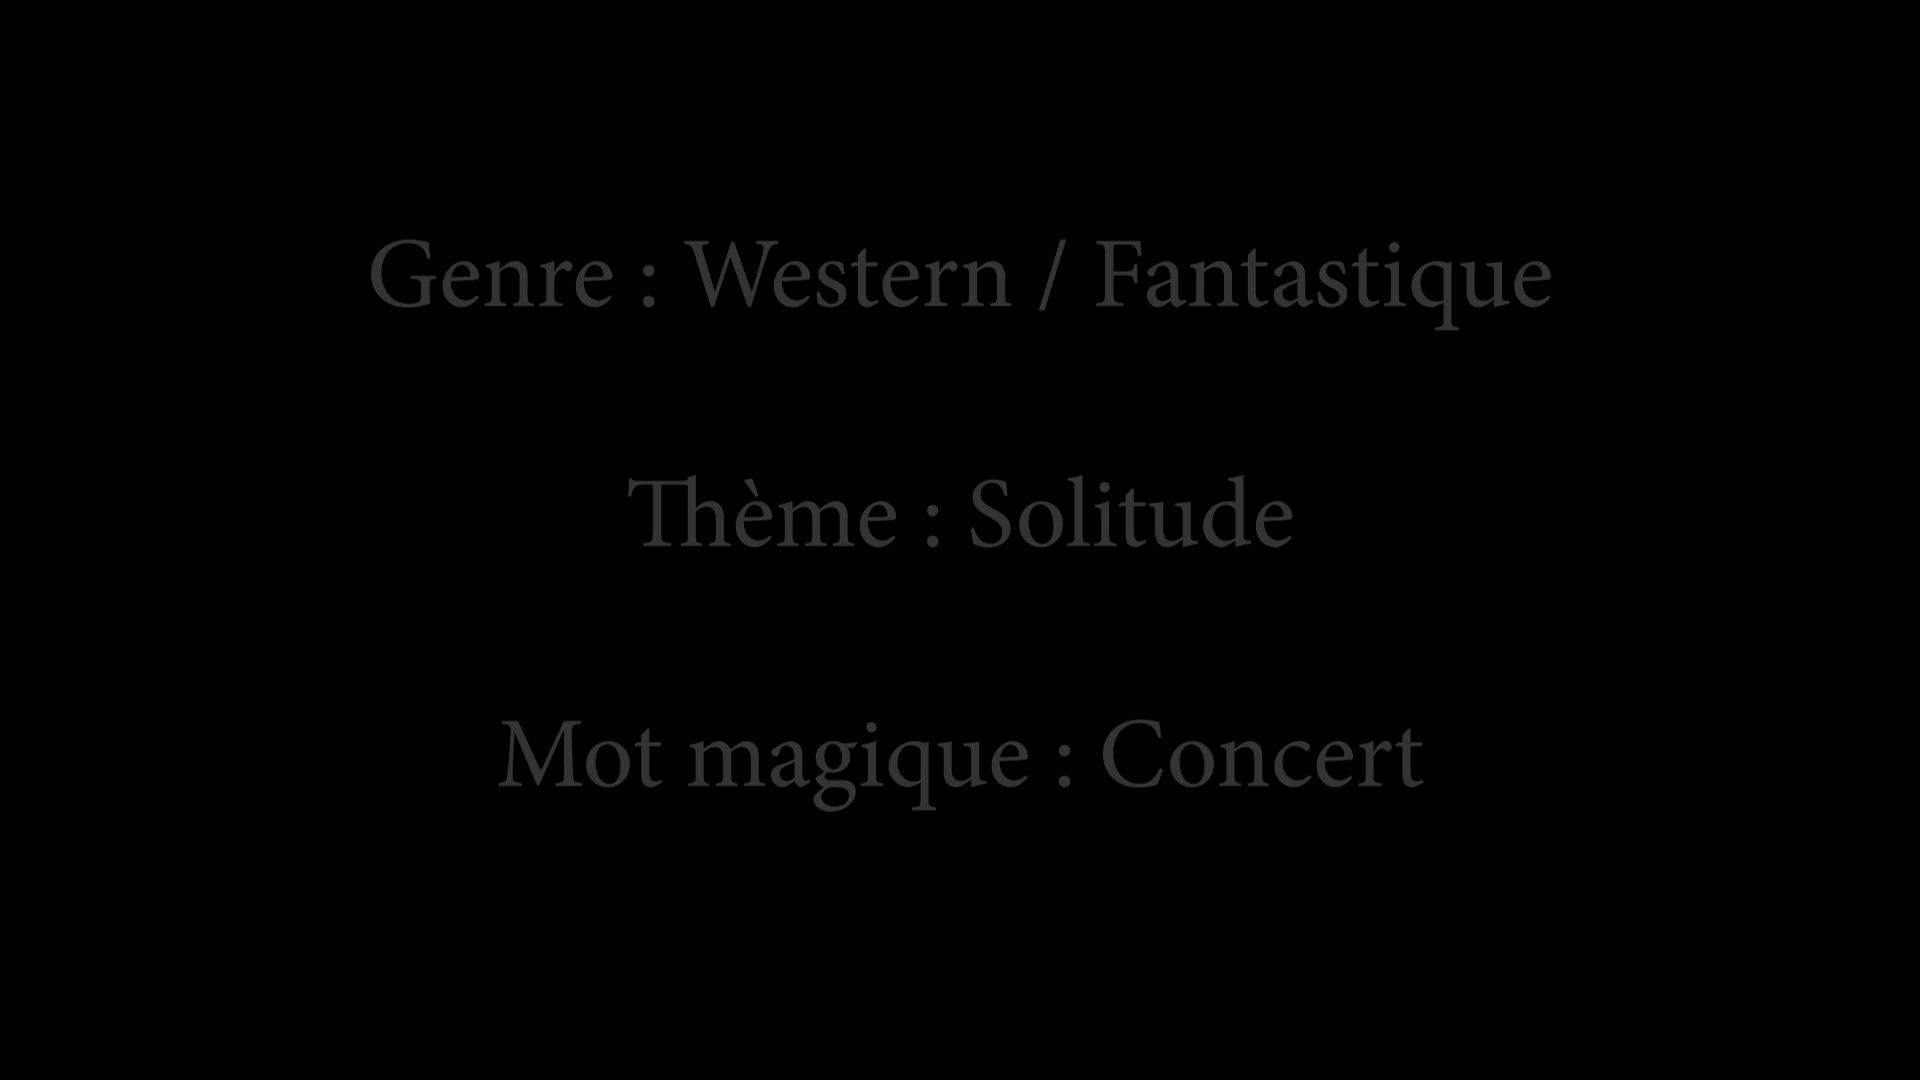 Genre : Western / Fantastique
Thème : Solitude
Mot magique : Concert